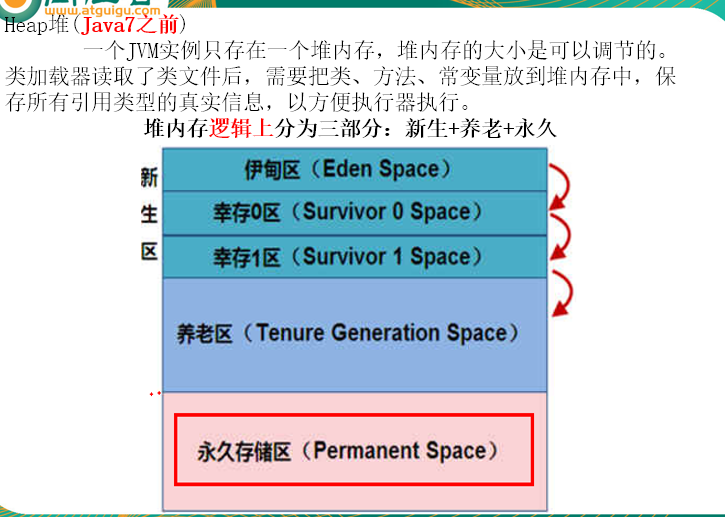 www.atguigu.com
Heap堆(Java7之前)
一个JVM实例只存在一个堆内存，堆内存的大小是可以调节的。
类加载器读取了类文件后，需要把类、方法、常变量放到堆内存中，保
存所有引用类型的真实信息，以方便执行器执行。
堆内存逻辑上分为三部分：新生+养老+永久
新
生
区
伊甸区（Eden Space）
幸存0区（Survivor 0 Space）
幸存1区（Survivor 1 Space）
养老区（Tenure Generation Space）
永久存储区（Permanent Space）